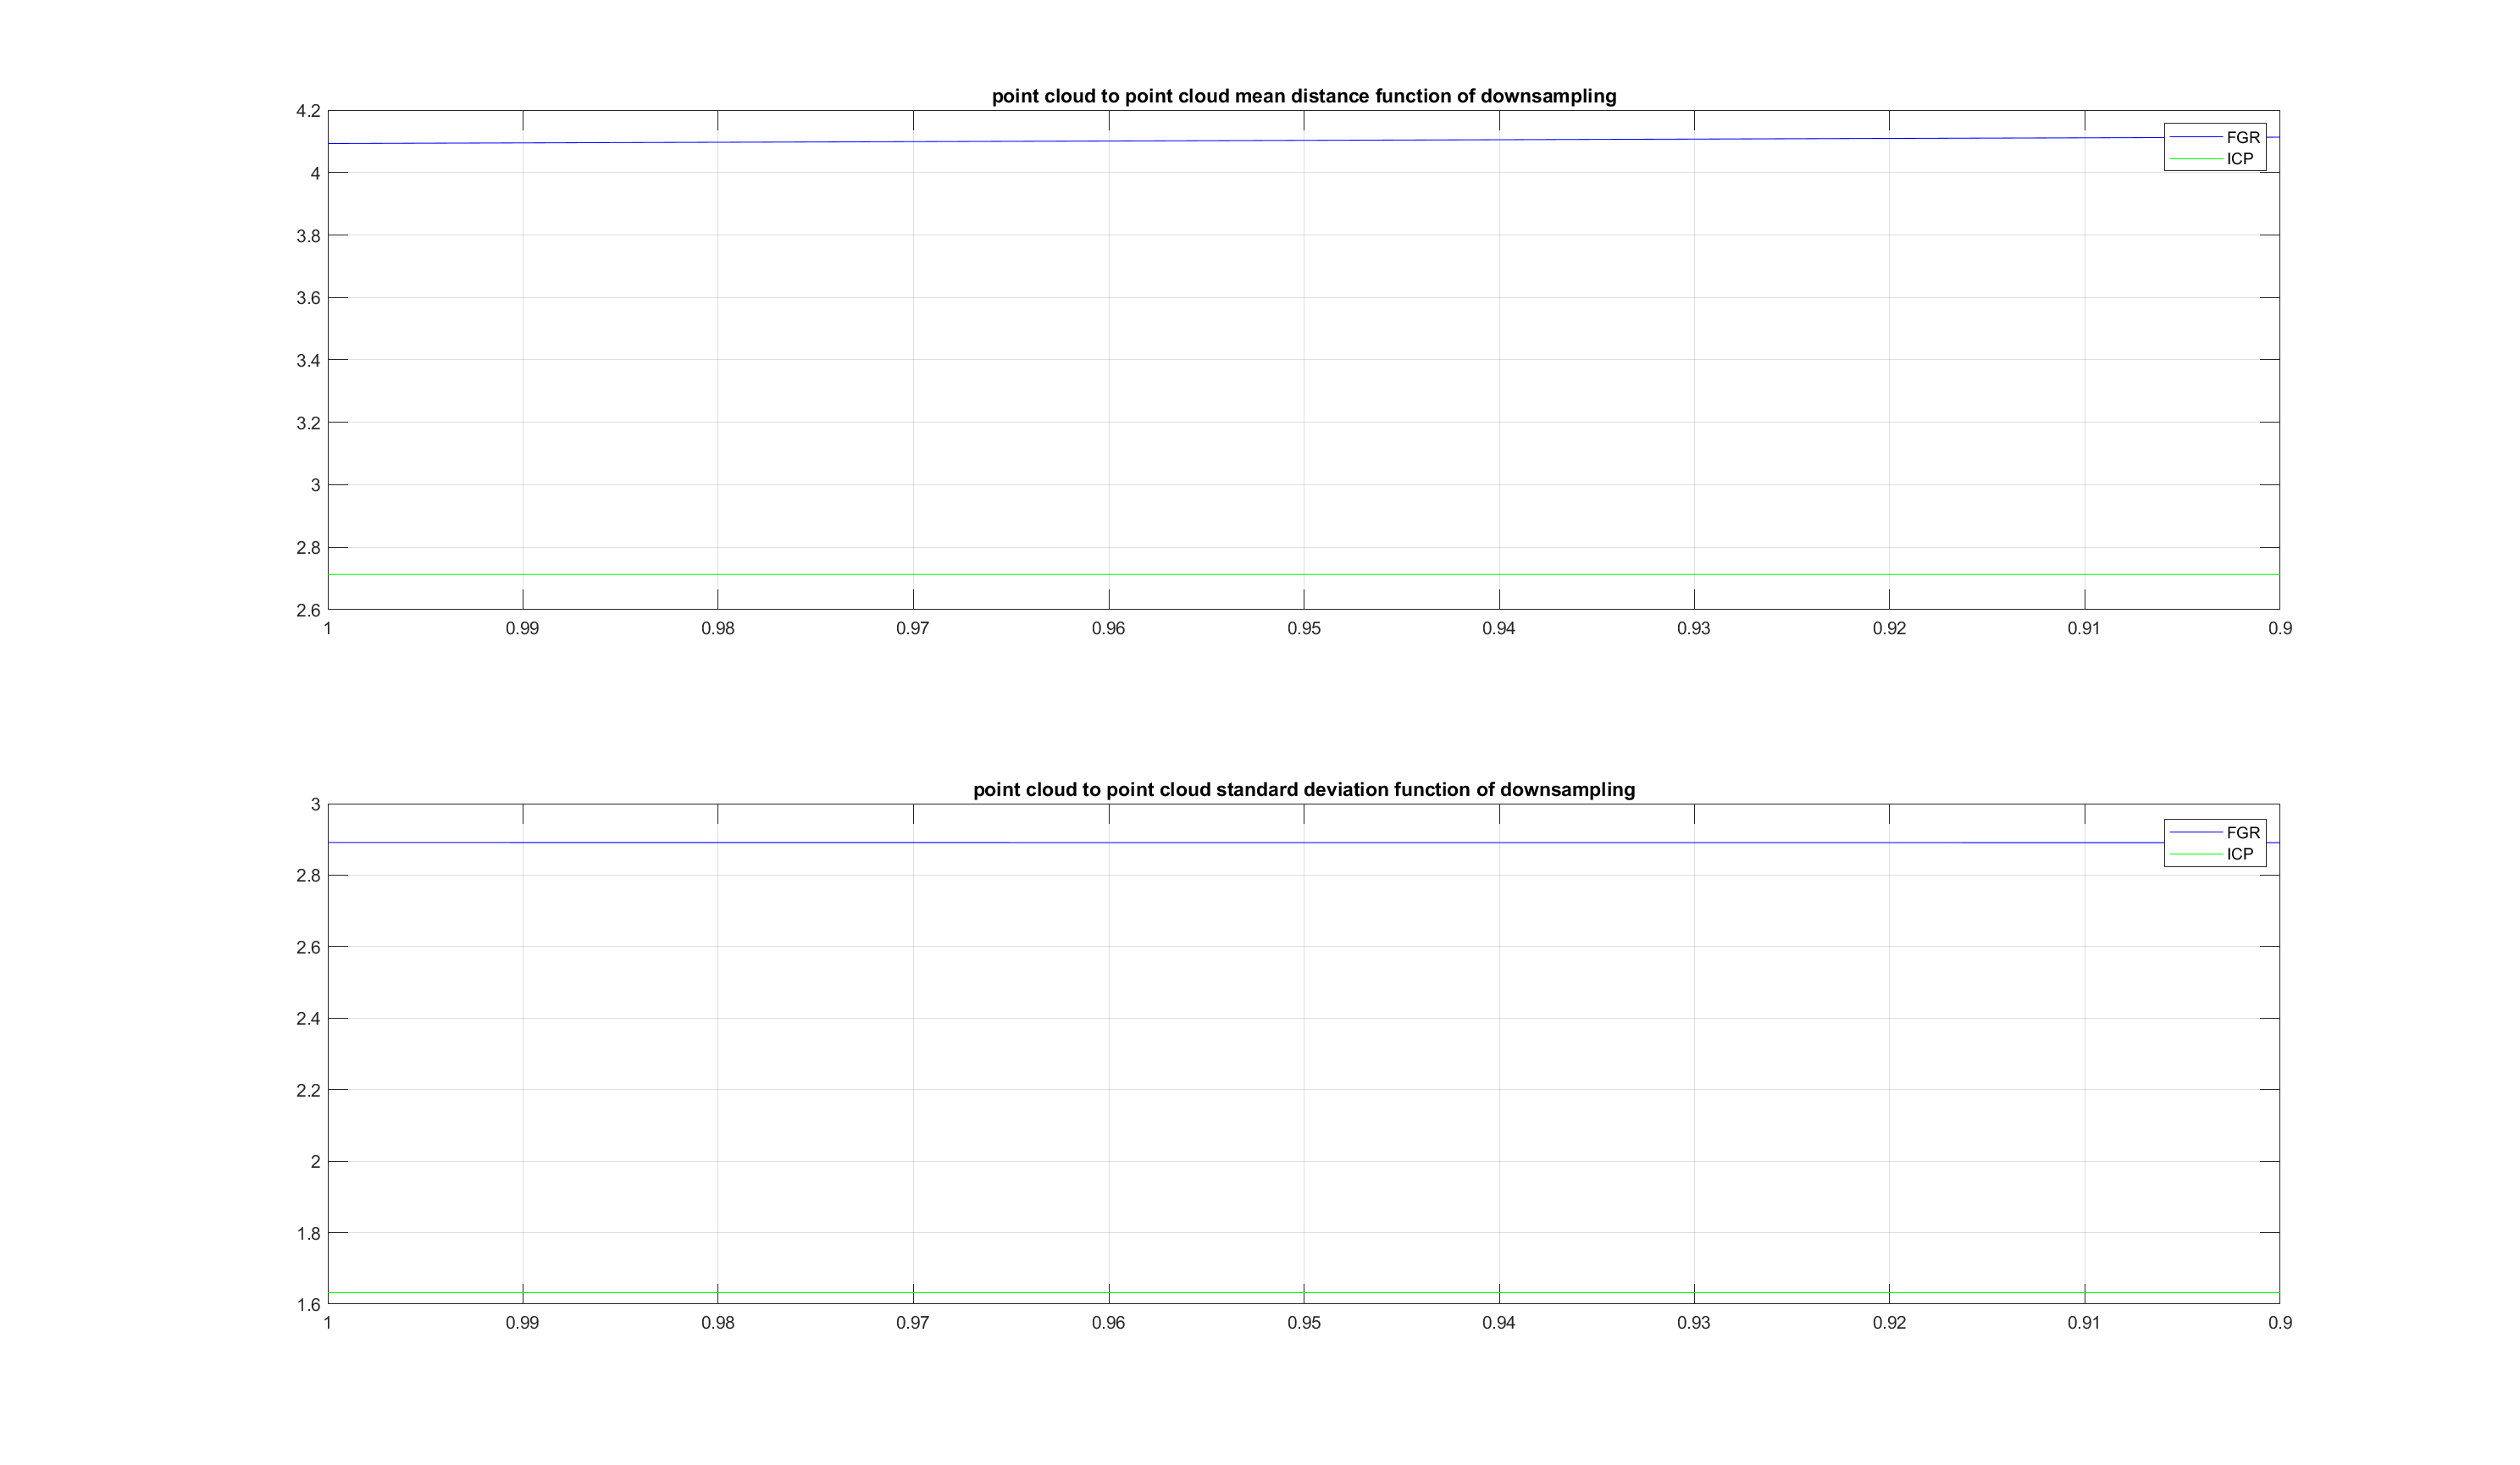 point cloud to point cloud mean distance function of downsampling
4.2
4
3.8
3.6
3.4
3.2
3
2.8
2.6
FGR
ICP
1 0.99 0.98 0.97 0.96 0.95 0.94 0.93 0.92 0.91 0.9
point cloud to point cloud standard deviation function of downsampling
3
2.8
2.6
2.4
2.2
2
1.8
1.6
FGR
ICP
1 0.99 0.98 0.97 0.96 0.95 0.94 0.93 0.92 0.91 0.9